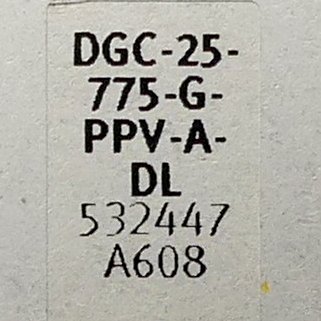 DGC-25-
775-G-
PPV-A-
DL
532447
A608